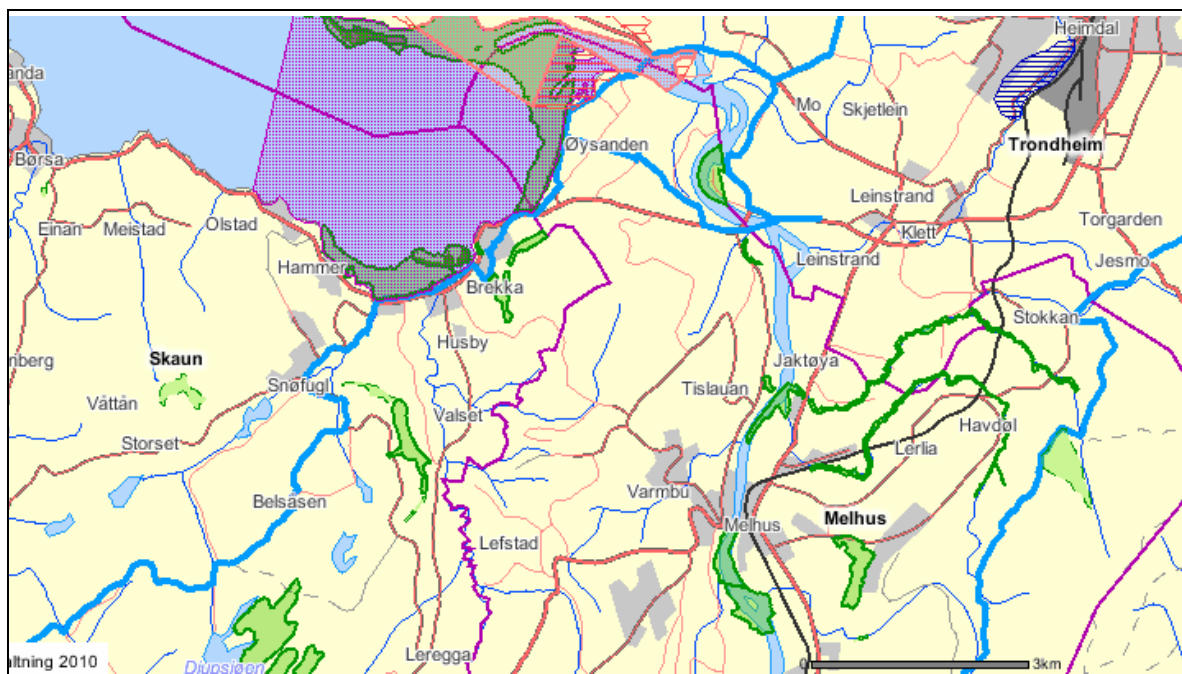 Heimdal
anda
Mo
Skjetlein
Øysanden
Trondheim
Børsa
Leinstrand
Einan
Meistad
Olstad
Klett
Torgarden
Hammer
Leinstrand
Jesmo
Brekka
Stokkan
Husby
nberg
Skaun
Jaktøya
Snøfugl
Tislauan
Våttån
Valset
Havdøl
Storset
Lerlia
Belsåsen
Varmbu
Melhus
Melhus
Lefstad
Leregga
altning 2010
Djupsjøen
0
3km